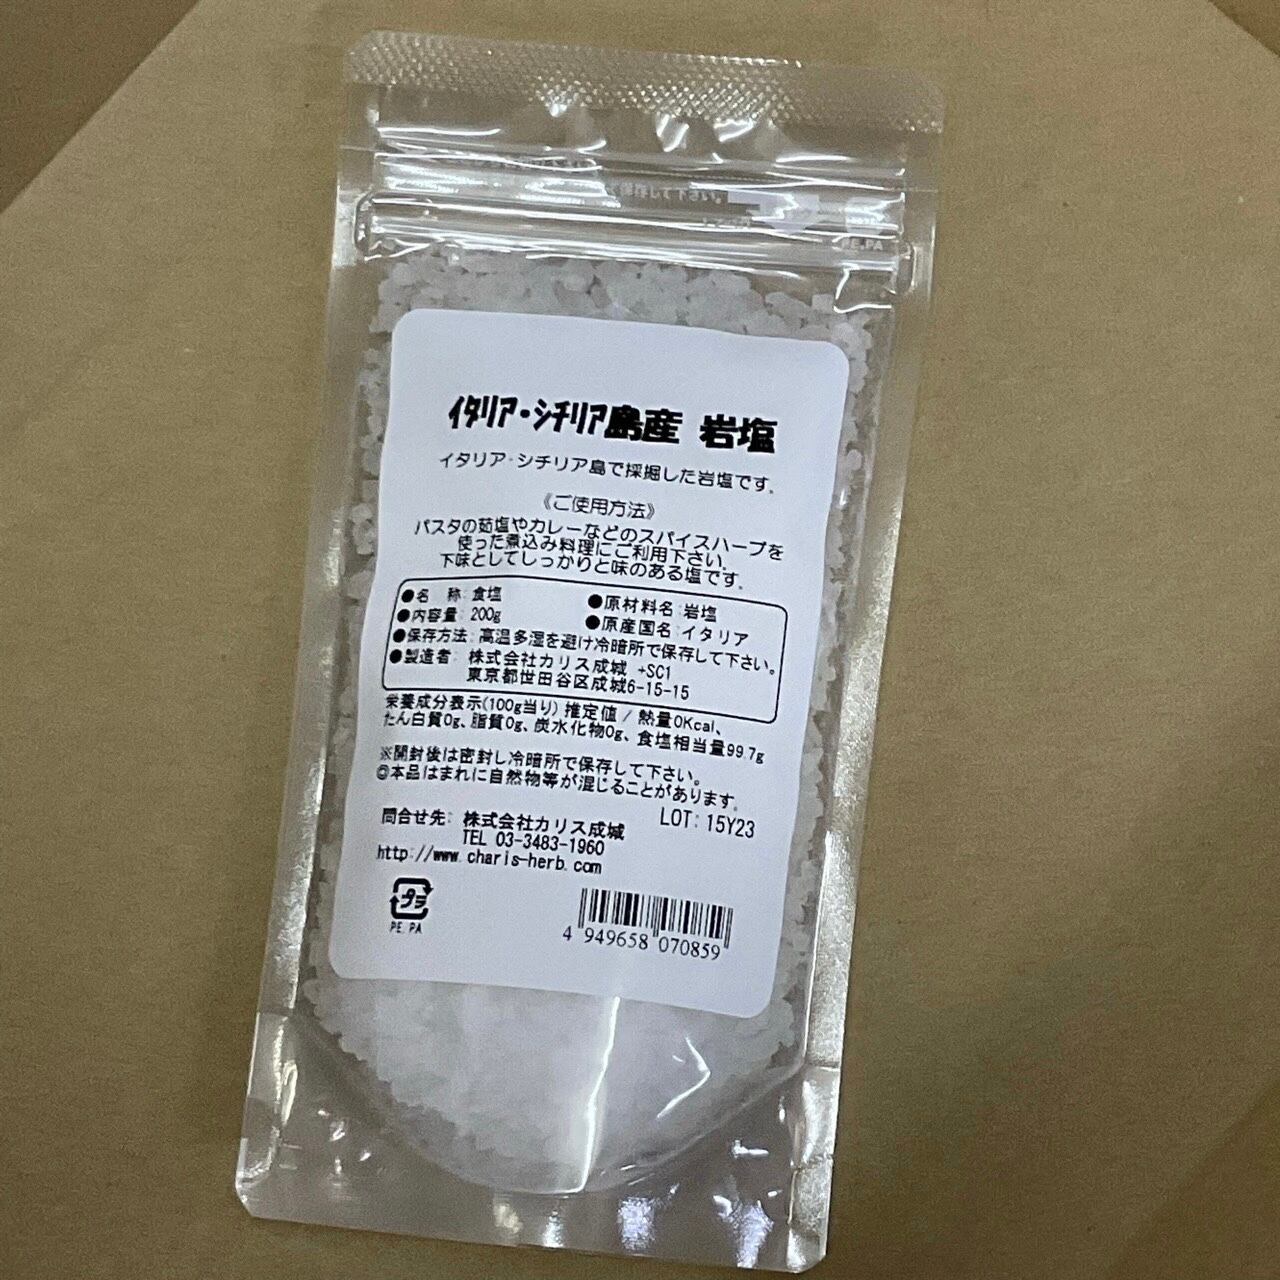 保存して下さい。
PE.PA
イタリア・シチリア島産 岩塩
イタリア・シチリア島で採掘した岩塩です。
《ご使用方法》
パスタの茹塩やカレーなどのスパイスハーブを
使った煮込み料理にご利用下さい。
下味としてしっかりと味のある塩です。
●名　称：食塩　●原材料名：岩塩
●内容量：200g　●原産国名：イタリア
●保存方法：高温多湿を避け冷暗所で保存して下さい。
●製造者：株式会社カリス成城 +SC1
東京都世田谷区成城6-15-15
栄養成分表示(100g当り) 推定値 / 熱量0Kcal、
たん白質0g、脂質0g、炭水化物0g、食塩相当量99.7g
※開封後は密封し冷暗所で保存して下さい。
◎本品はまれに自然物等が混じることがあります。
LOT: 15Y23
問合せ先: 株式会社カリス成城
TEL 03-3483-1960
http://www.charis-herb.com
プラ
PE.PA
4 949658 070859